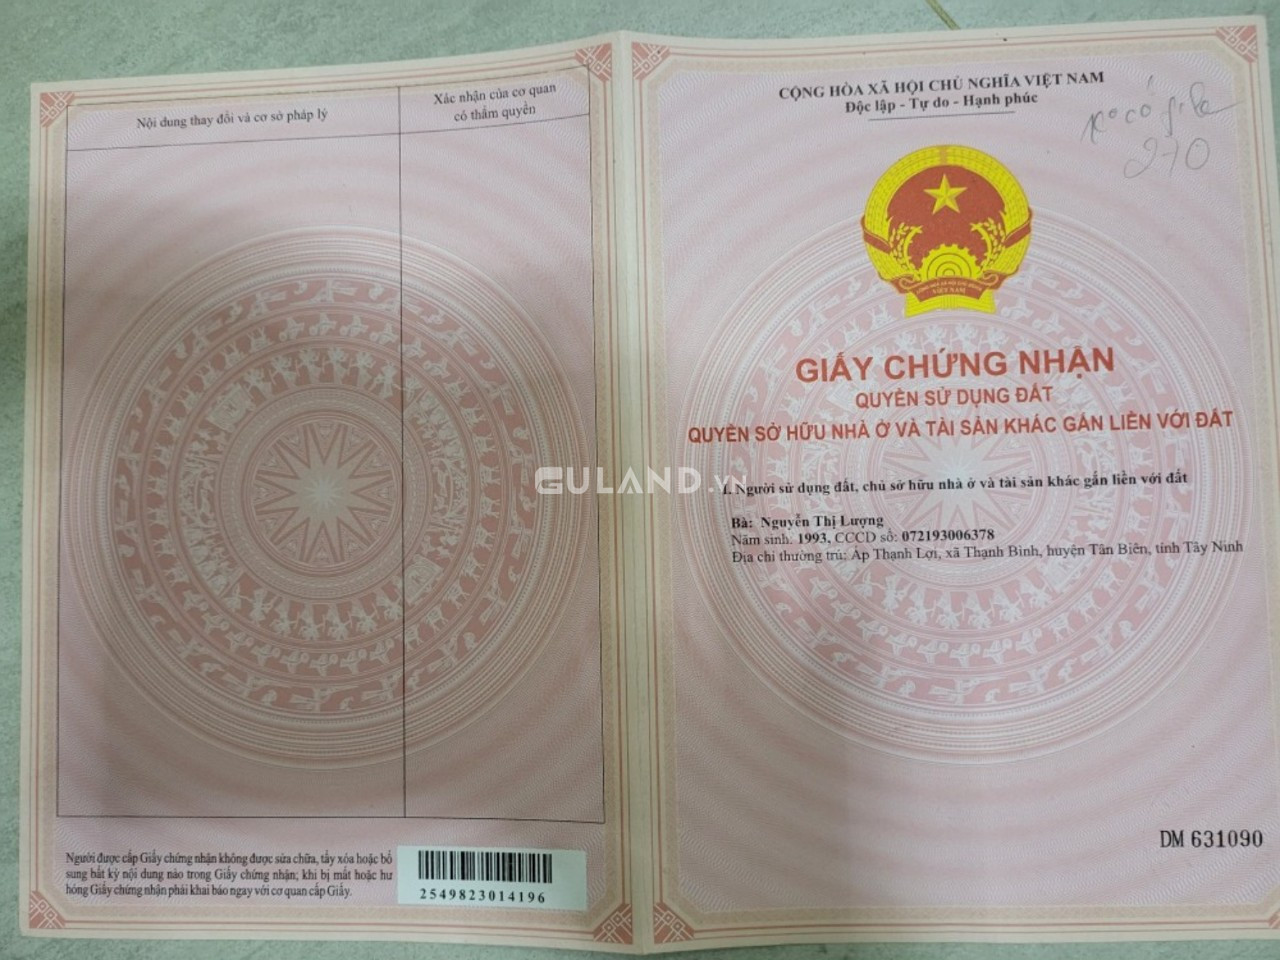 Nội dung thay đổi và cơ sở pháp lý
Xác nhận của cơ quan
có thẩm quyền
Người được cấp Giấy chứng nhận không được sửa chữa, tẩy xóa hoặc bổ
sung bất kỳ nội dung nào trong Giấy chứng nhận; khi bị mất hoặc hư
hỏng Giấy chứng nhận phải khai báo ngay với cơ quan cấp Giấy.
2549823014196
CỘNG HÒA XÃ HỘI CHỦ NGHĨA VIỆT NAM
Độc lập - Tự do - Hạnh phúc
270
VIỆT NAM
GIẤY CHỨNG NHẬN
QUYỀN SỬ DỤNG ĐẤT
QUYỀN SỞ HỮU NHÀ Ở VÀ TÀI SẢN KHÁC GẮN LIỀN VỚI ĐẤT
GULAND.VN
I. Người sử dụng đất, chủ sở hữu nhà ở và tài sản khác gắn liền với đất
Bà: Nguyễn Thị Lượng
Năm sinh: 1993, CCCD số: 072193006378
Địa chỉ thường trú: Ấp Thạnh Lợi, xã Thạnh Bình, huyện Tân Biên, tỉnh Tây Ninh
DM 631090